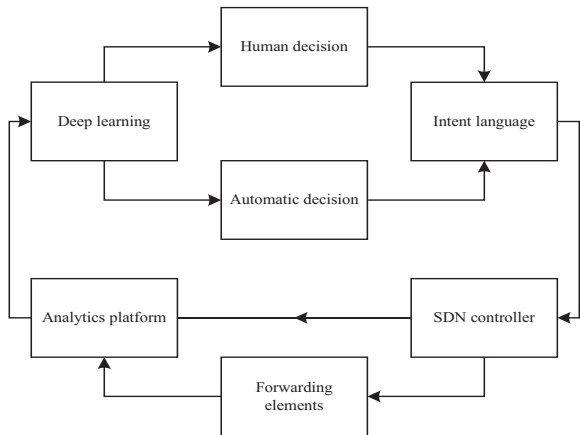 Human decision
Deep learning
Intent language
Automatic decision
Analytics platform
SDN controller
Forwarding
elements